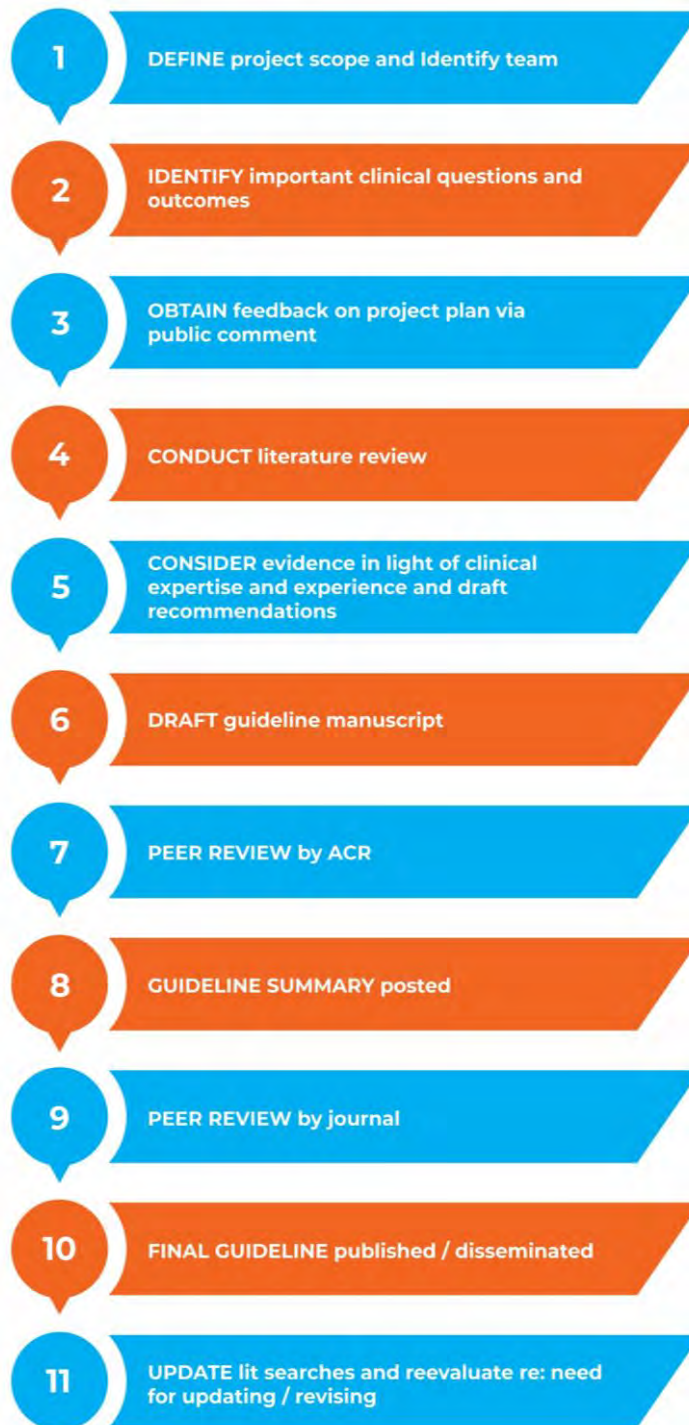 1
DEFINE project scope and Identify team
2
IDENTIFY important clinical questions and
outcomes
3
OBTAIN feedback on project plan via
public comment
4
CONDUCT literature review
5
CONSIDER evidence in light of clinical
expertise and experience and draft
recommendations
6
DRAFT guideline manuscript
7
PEER REVIEW by ACR
8
GUIDELINE SUMMARY posted
9
PEER REVIEW by journal
10
FINAL GUIDELINE published / disseminated
11
UPDATE lit searches and reevaluate re: need
for updating / revising